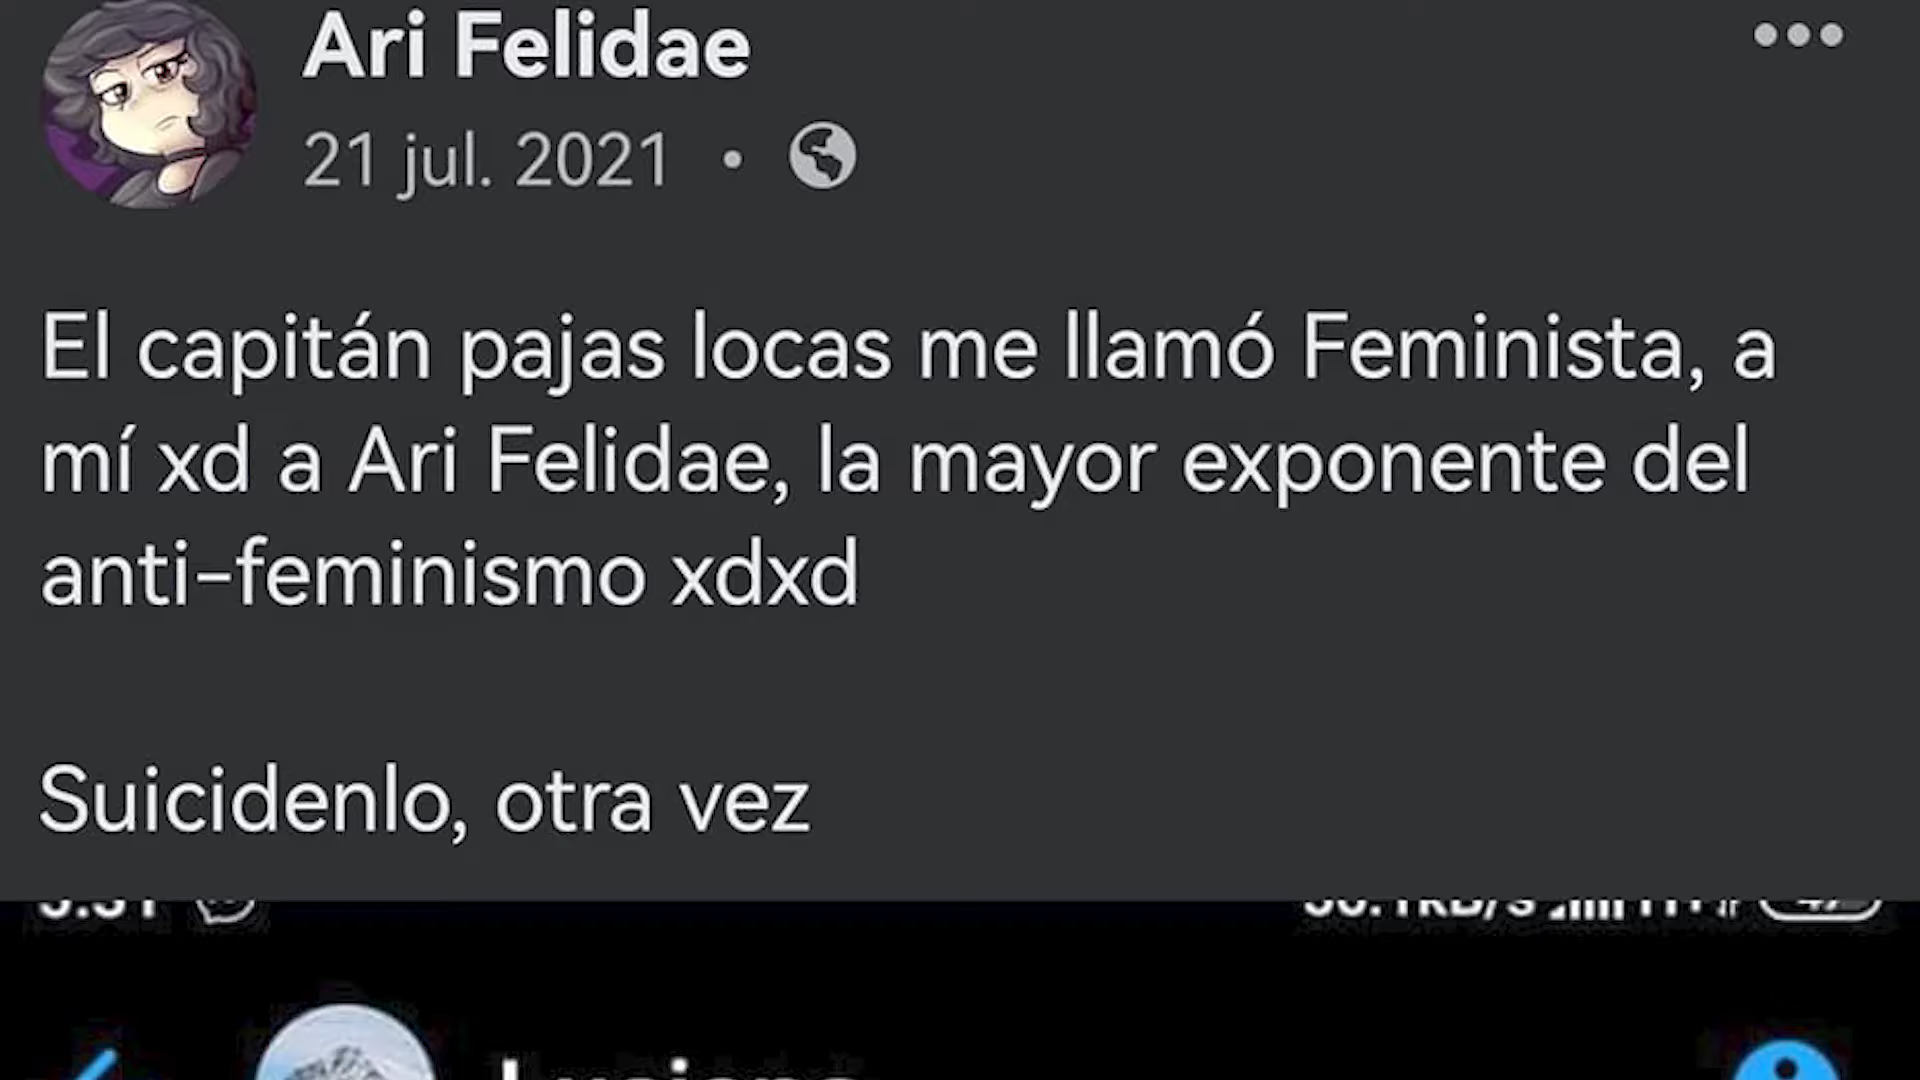 Ari Felidae
21 jul. 2021
El capitán pajas locas me llamó Feminista, a
mí xd a Ari Felidae, la mayor exponente del
anti-feminismo xdxd
Suicidenlo, otra vez